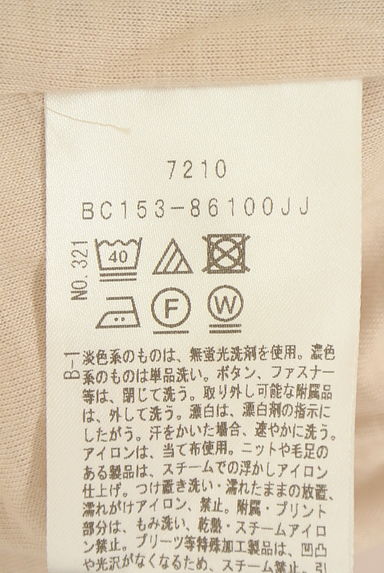 7210
BC153-86100JJ
NO.321
40
F
W
B-1
淡色系のものは、無蛍光洗剤を使用。濃色
系のものは単品洗い。ボタン、ファスナー
等は、閉じて洗う。取り外し可能な附属品
は、外して洗う。漂白は、漂白剤の指示に
したがう。汗をかいた場合、速やかに洗う。
アイロンは、当て布使用。ニットや毛足の
ある製品は、スチームでの浮かしアイロン
仕上げ。つけ置き洗い・濡れたままの放置、
濡れがけアイロン、禁止。附属・プリント
部分は、もみ洗い、乾熱・スチームアイロ
ン禁止。プリーツ等特殊加工製品は、凹凸
や光沢がなくなるため、スチーム禁止。引